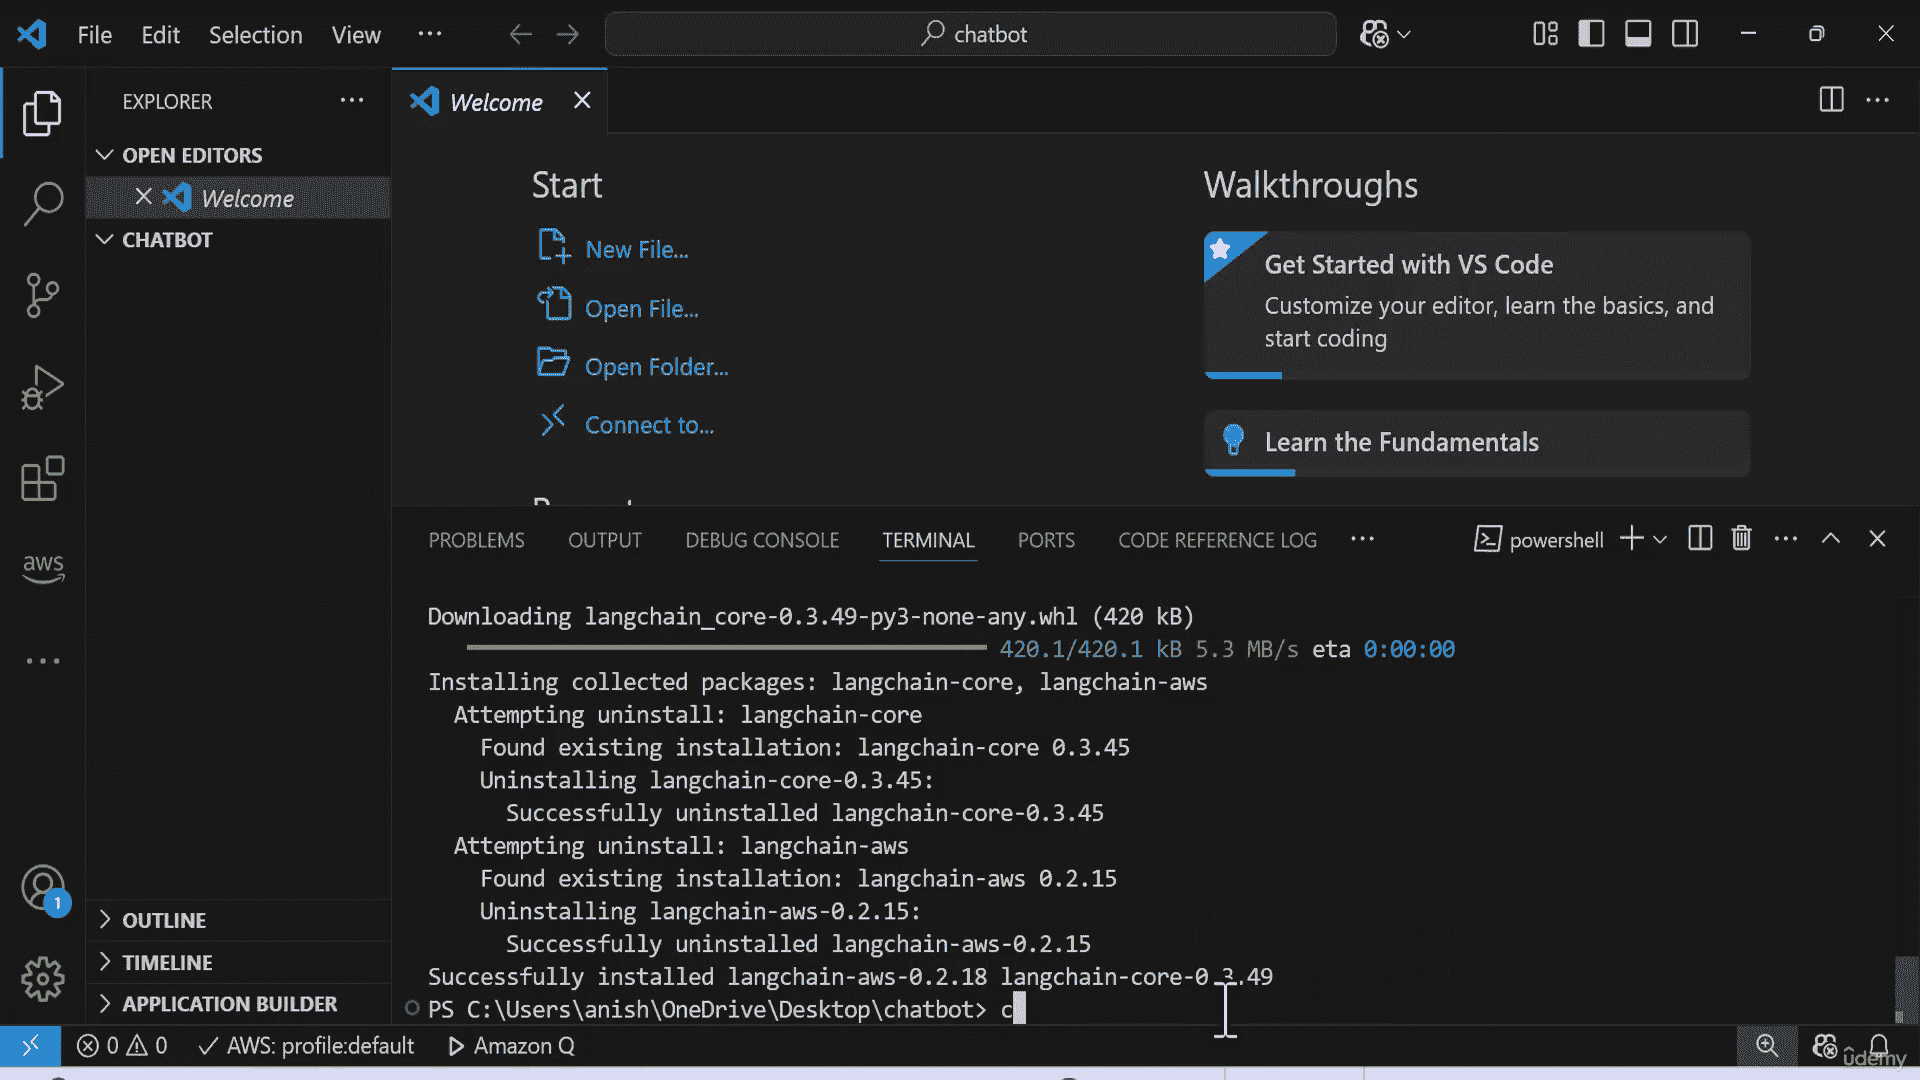 File Edit Selection View ··· chatbot
EXPLORER ···
Welcome
OPEN EDITORS
Welcome
CHATBOT
Start
New File...
Open File...
Open Folder...
Connect to...
Walkthroughs
Get Started with VS Code
Customize your editor, learn the basics, and
start coding
Learn the Fundamentals
aws
PROBLEMS OUTPUT DEBUG CONSOLE TERMINAL PORTS CODE REFERENCE LOG ··· powershell
Downloading langchain_core-0.3.49-py3-none-any.whl (420 kB)
420.1/420.1 kB 5.3 MB/s eta 0:00:00
Installing collected packages: langchain-core, langchain-aws
Attempting uninstall: langchain-core
Found existing installation: langchain-core 0.3.45
Uninstalling langchain-core-0.3.45:
Successfully uninstalled langchain-core-0.3.45
Attempting uninstall: langchain-aws
Found existing installation: langchain-aws 0.2.15
Uninstalling langchain-aws-0.2.15:
Successfully uninstalled langchain-aws-0.2.15
Successfully installed langchain-aws-0.2.18 langchain-core-0.3.49
PS C:\Users\anish\OneDrive\Desktop\chatbot> c
1
OUTLINE
TIMELINE
APPLICATION BUILDER
0 0 AWS: profile:default Amazon Q
udemy